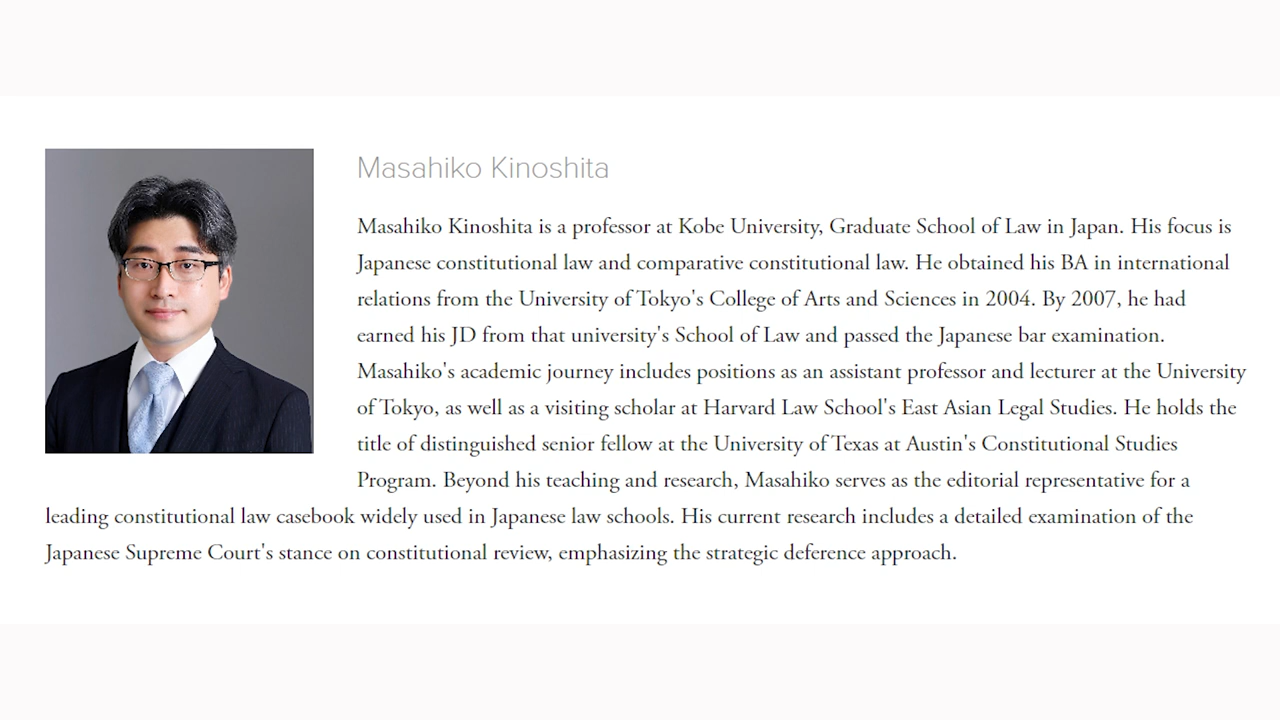 Masahiko Kinoshita
Masahiko Kinoshita is a professor at Kobe University, Graduate School of Law in Japan. His focus is
Japanese constitutional law and comparative constitutional law. He obtained his BA in international
relations from the University of Tokyo's College of Arts and Sciences in 2004. By 2007, he had
earned his JD from that university's School of Law and passed the Japanese bar examination.
Masahiko's academic journey includes positions as an assistant professor and lecturer at the University
of Tokyo, as well as a visiting scholar at Harvard Law School's East Asian Legal Studies. He holds the
title of distinguished senior fellow at the University of Texas at Austin's Constitutional Studies
Program. Beyond his teaching and research, Masahiko serves as the editorial representative for a
leading constitutional law casebook widely used in Japanese law schools. His current research includes a detailed examination of the
Japanese Supreme Court's stance on constitutional review, emphasizing the strategic deference approach.